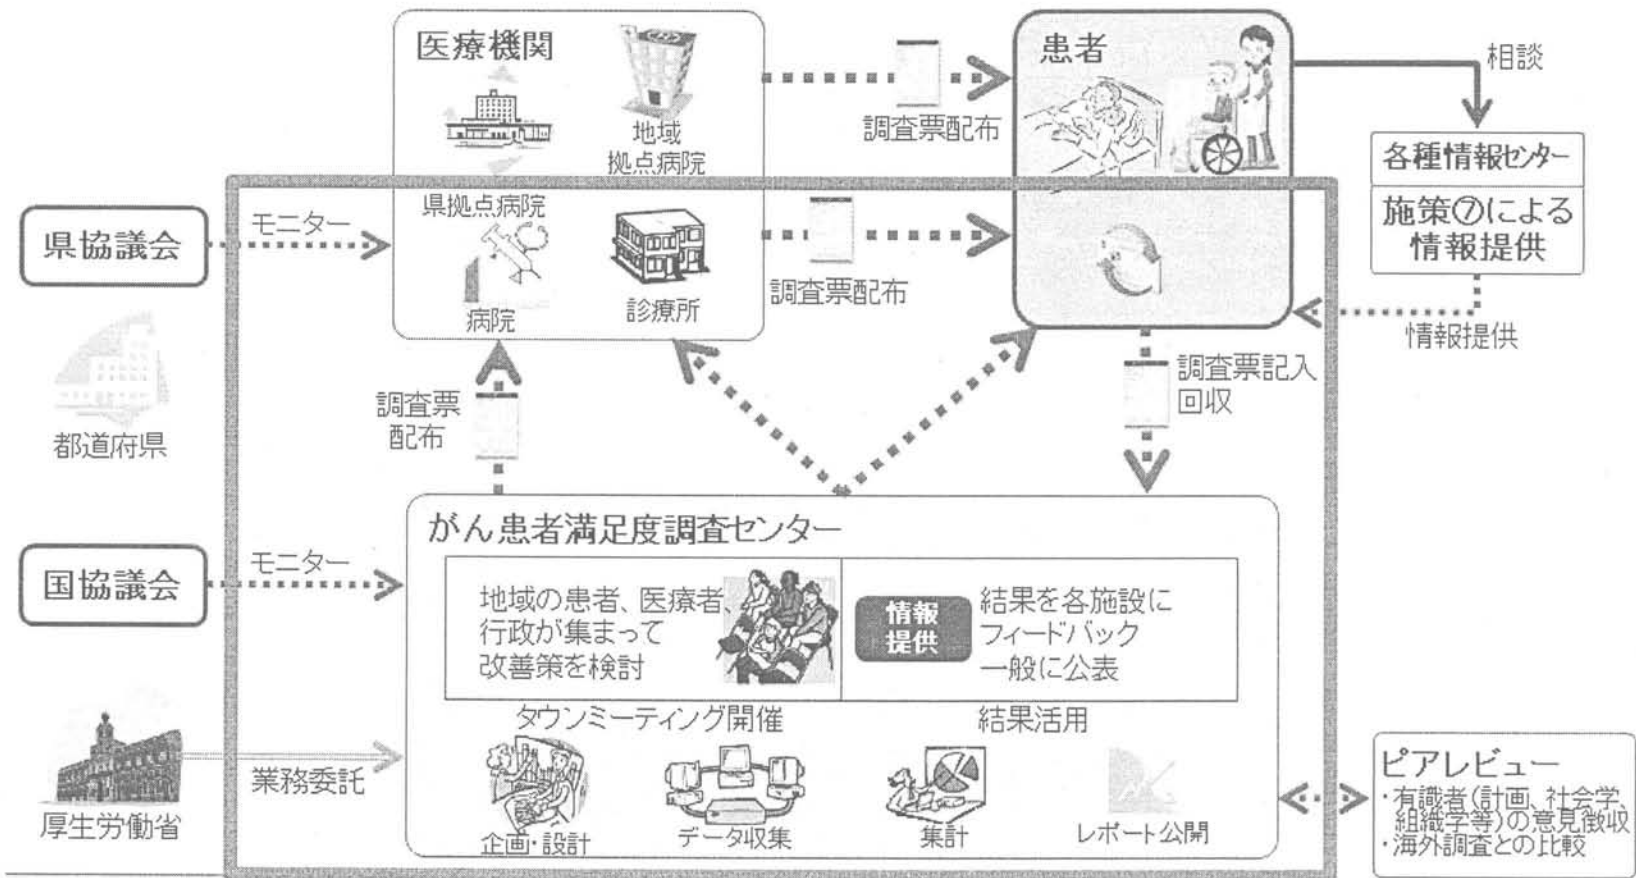 医療機関
地域
拠点病院
県拠点病院
病院
診療所
調査票配布
調査票配布
患者
相談
各種情報センター
施策⑦による
情報提供
情報提供
県協議会
モニター
都道府県
調査票
配布
調査票記入
回収
国協議会
モニター
がん患者満足度調査センター
地域の患者、医療者、
行政が集まって
改善策を検討
情報
提供
結果を各施設に
フィードバック
一般に公表
タウンミーティング開催
結果活用
厚生労働省
業務委託
企画・設計
データ収集
集計
レポート公開
ピアレビュー
・有識者(計画、社会学、
組織学等)の意見徴収
・海外調査との比較